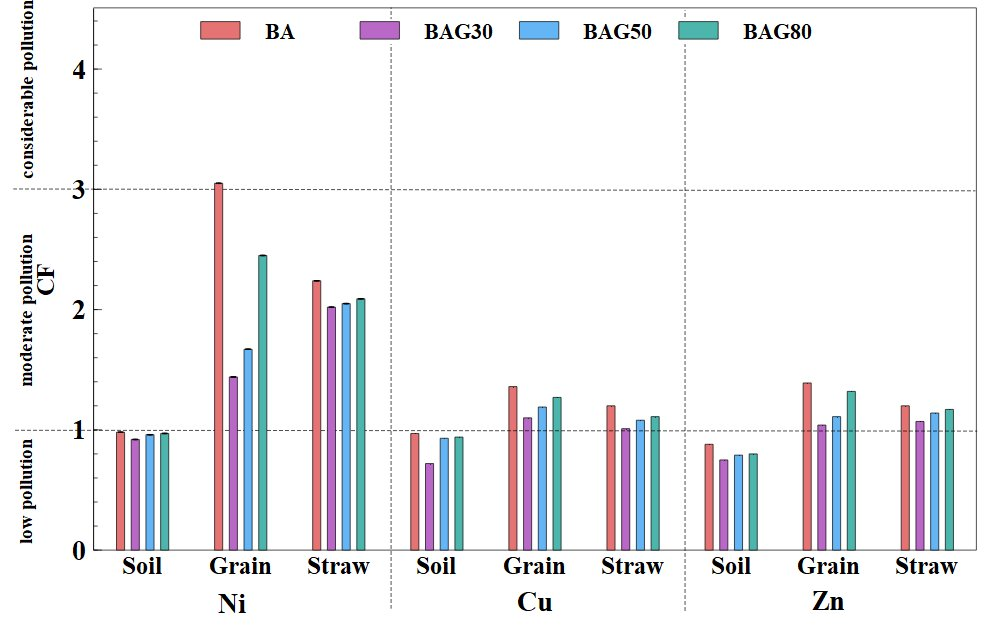 BA BAG30 BAG50 BAG80
considerable pollution
moderate pollution
low pollution
CF
4
3
2
1
0
Soil Grain Straw Soil Grain Straw Soil Grain Straw
Ni Cu Zn